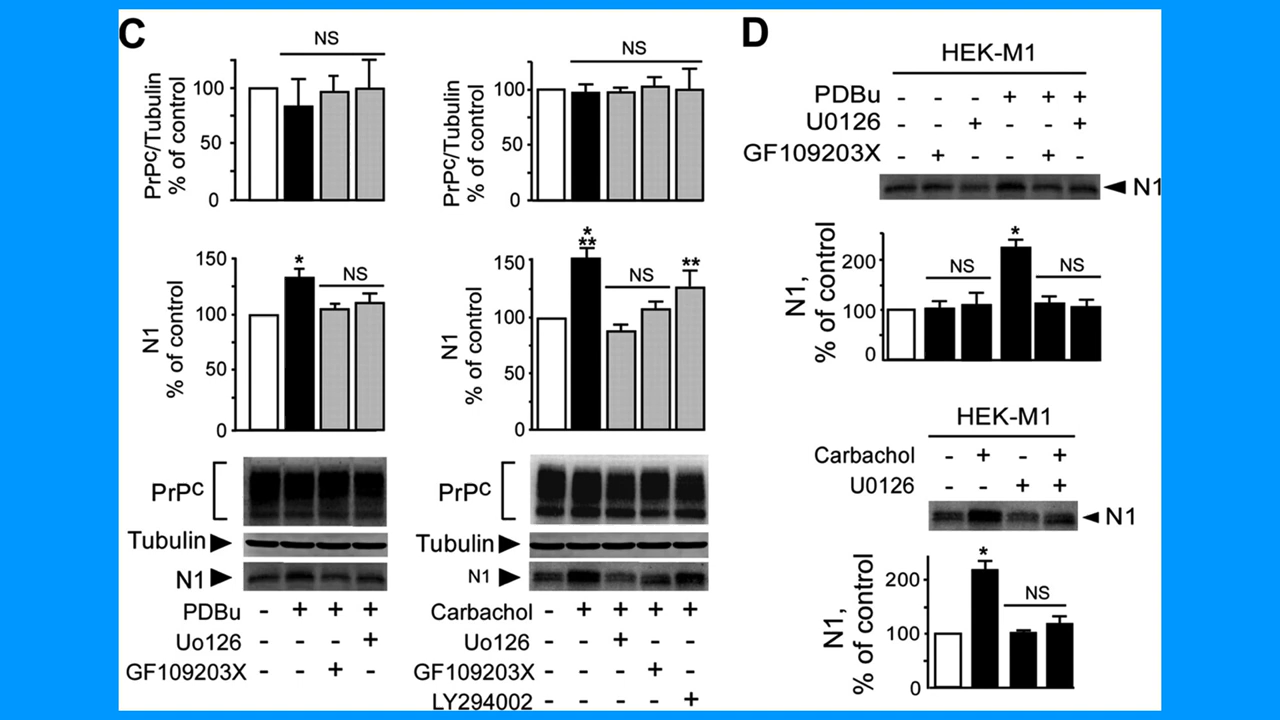 C
NS
PrPᶜ/Tubulin
% of control
100
50
0
NS
PrPᶜ/Tubulin
% of control
100
50
0
*
NS
N1
% of control
150
100
50
0
*
**
NS
**
N1
% of control
150
100
50
0
PrPᶜ
Tubulin
N1
PDBu - + + +
Uo126 - - - +
GF109203X - - + -
PrPᶜ
Tubulin
N1
Carbachol - + + + +
Uo126 - - + - -
GF109203X - - - + -
LY294002 - - - - +
D
HEK-M1
PDBu - - - + + +
U0126 - - + - - +
GF109203X - + - - + -
N1
N1,
% of control
200
100
0
NS
*
NS
HEK-M1
Carbachol - + - +
U0126 - - + +
N1
N1,
% of control
200
100
0
*
NS